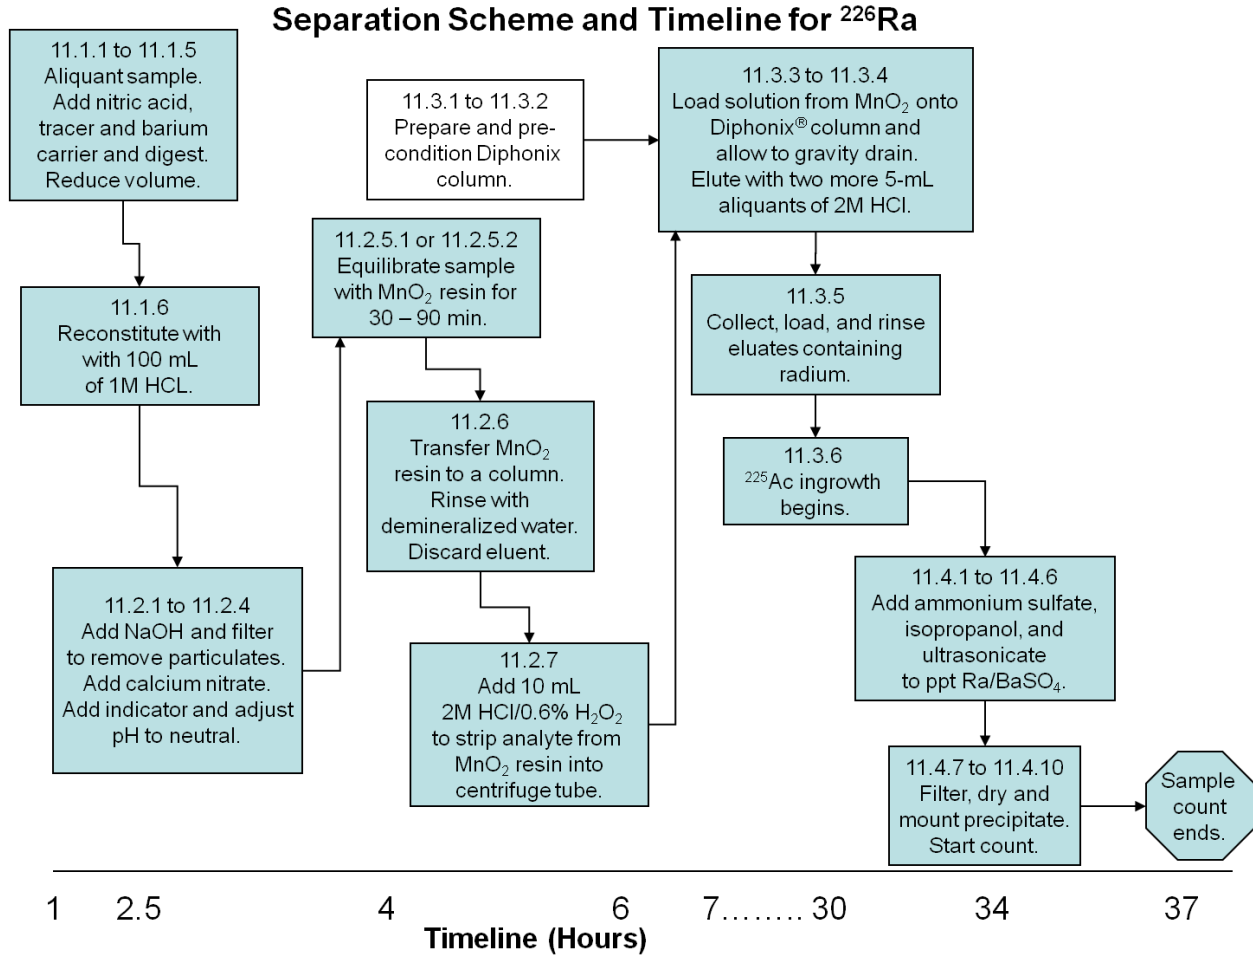 Separation Scheme and Timeline for ²²⁶Ra
11.1.1 to 11.1.5
Aliquant sample.
Add nitric acid,
tracer and barium
carrier and digest.
Reduce volume.
11.1.6
Reconstitute with
with 100 mL
of 1M HCL.
11.2.1 to 11.2.4
Add NaOH and filter
to remove particulates.
Add calcium nitrate.
Add indicator and adjust
pH to neutral.
11.2.5.1 or 11.2.5.2
Equilibrate sample
with MnO₂ resin for
30 – 90 min.
11.2.6
Transfer MnO₂
resin to a column.
Rinse with
demineralized water.
Discard eluent.
11.2.7
Add 10 mL
2M HCl/0.6% H₂O₂
to strip analyte from
MnO₂ resin into
centrifuge tube.
11.3.1 to 11.3.2
Prepare and pre-
condition Diphonix
column.
11.3.3 to 11.3.4
Load solution from MnO₂ onto
Diphonix® column and
allow to gravity drain.
Elute with two more 5-mL
aliquants of 2M HCl.
11.3.5
Collect, load, and rinse
eluates containing
radium.
11.3.6
²²⁵Ac ingrowth
begins.
11.4.1 to 11.4.6
Add ammonium sulfate,
isopropanol, and
ultrasonicate
to ppt Ra/BaSO₄.
11.4.7 to 11.4.10
Filter, dry and
mount precipitate.
Start count.
Sample
count
ends.
1 2.5 4 6 7........ 30 34 37
Timeline (Hours)